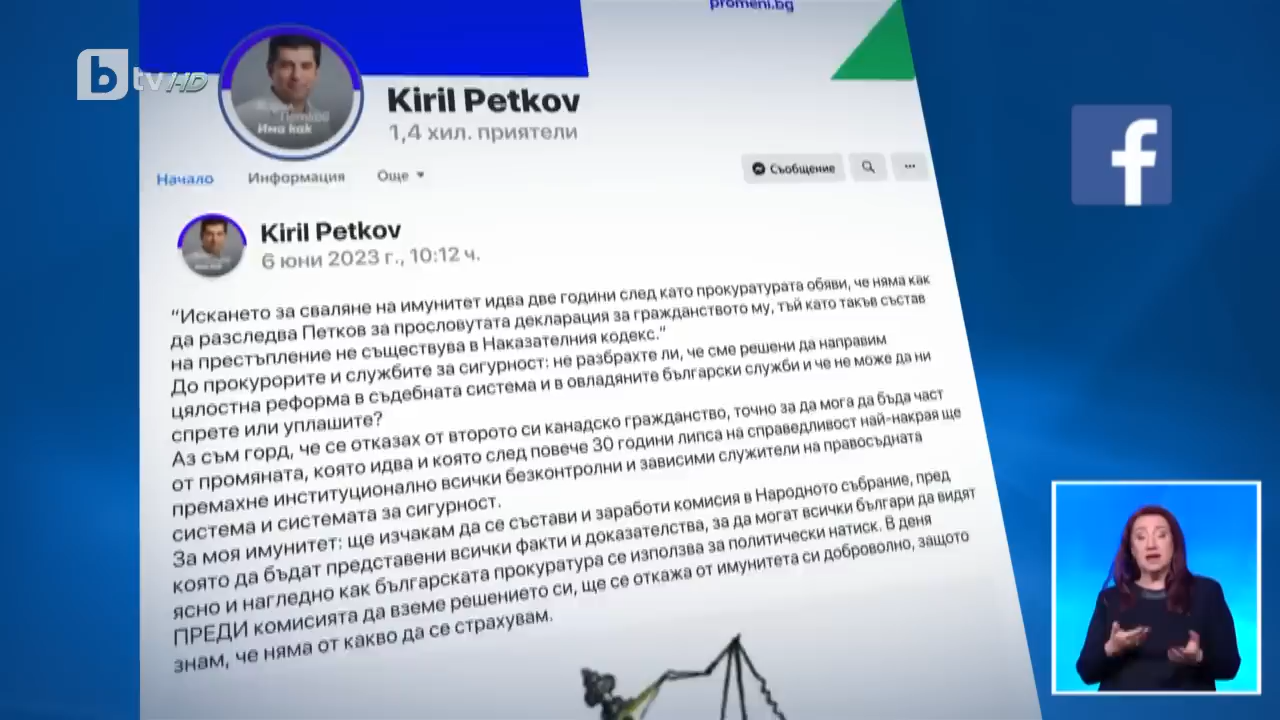 promeni.bg
btv HD
Kiril Petkov
1,4 хил. приятели
Има как
Начало Информация Още
Съобщение
Kiril Petkov
6 юни 2023 г., 10:12 ч.
“Искането за сваляне на имунитет идва две години след като прокуратурата обяви, че няма как
да разследва Петков за прословутата декларация за гражданството му, тъй като такъв състав
на престъпление не съществува в Наказателния кодекс.“
До прокурорите и службите за сигурност: не разбрахте ли, че сме решени да направим
цялостна реформа в съдебната система и в овладяните български служби и че не може да ни
спрете или уплашите?
Аз съм горд, че се отказах от второто си канадско гражданство, точно за да мога да бъда част
от промяната, която идва и която след повече 30 години липса на справедливост най-накрая ще
премахне институционално всички безконтролни и зависими служители на правосъдната
система и системата за сигурност.
За моя имунитет: ще изчакам да се състави и заработи комисия в Народното събрание, пред
която да бъдат представени всички факти и доказателства, за да могат всички българи да видят
ясно и нагледно как българската прокуратура се използва за политически натиск. В деня
ПРЕДИ комисията да вземе решението си, ще се откажа от имунитета си доброволно, защото
знам, че няма от какво да се страхувам.